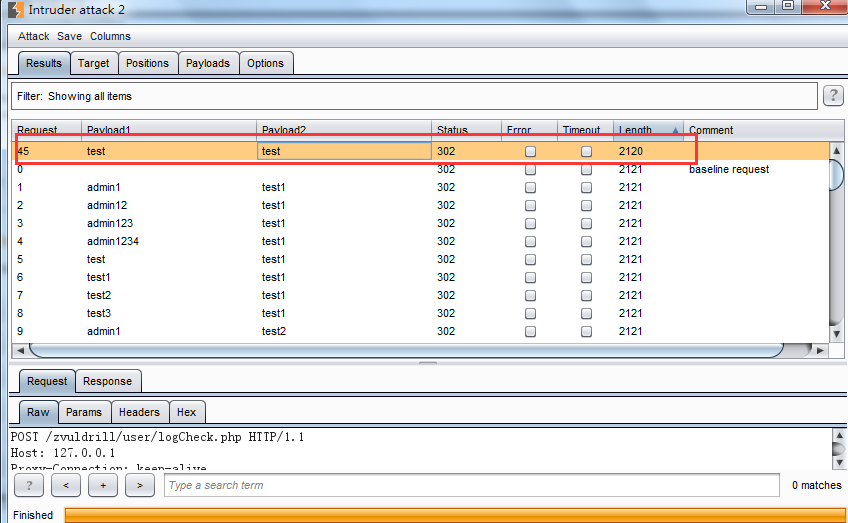 Intruder attack 2
Attack Save Columns
Results Target Positions Payloads Options
Filter: Showing all items ?
Request Payload1 Payload2 Status Error Timeout Length Comment
45 test test 302 2120
0 302 2121 baseline request
1 admin1 test1 302 2121
2 admin12 test1 302 2121
3 admin123 test1 302 2121
4 admin1234 test1 302 2121
5 test test1 302 2121
6 test1 test1 302 2121
7 test2 test1 302 2121
8 test3 test1 302 2121
9 admin1 test2 302 2121
Request Response
Raw Params Headers Hex
POST /zvuldrill/user/logCheck.php HTTP/1.1
Host: 127.0.0.1
Proxy-Connection: keep-alive
? < + > Type a search term 0 matches
Finished